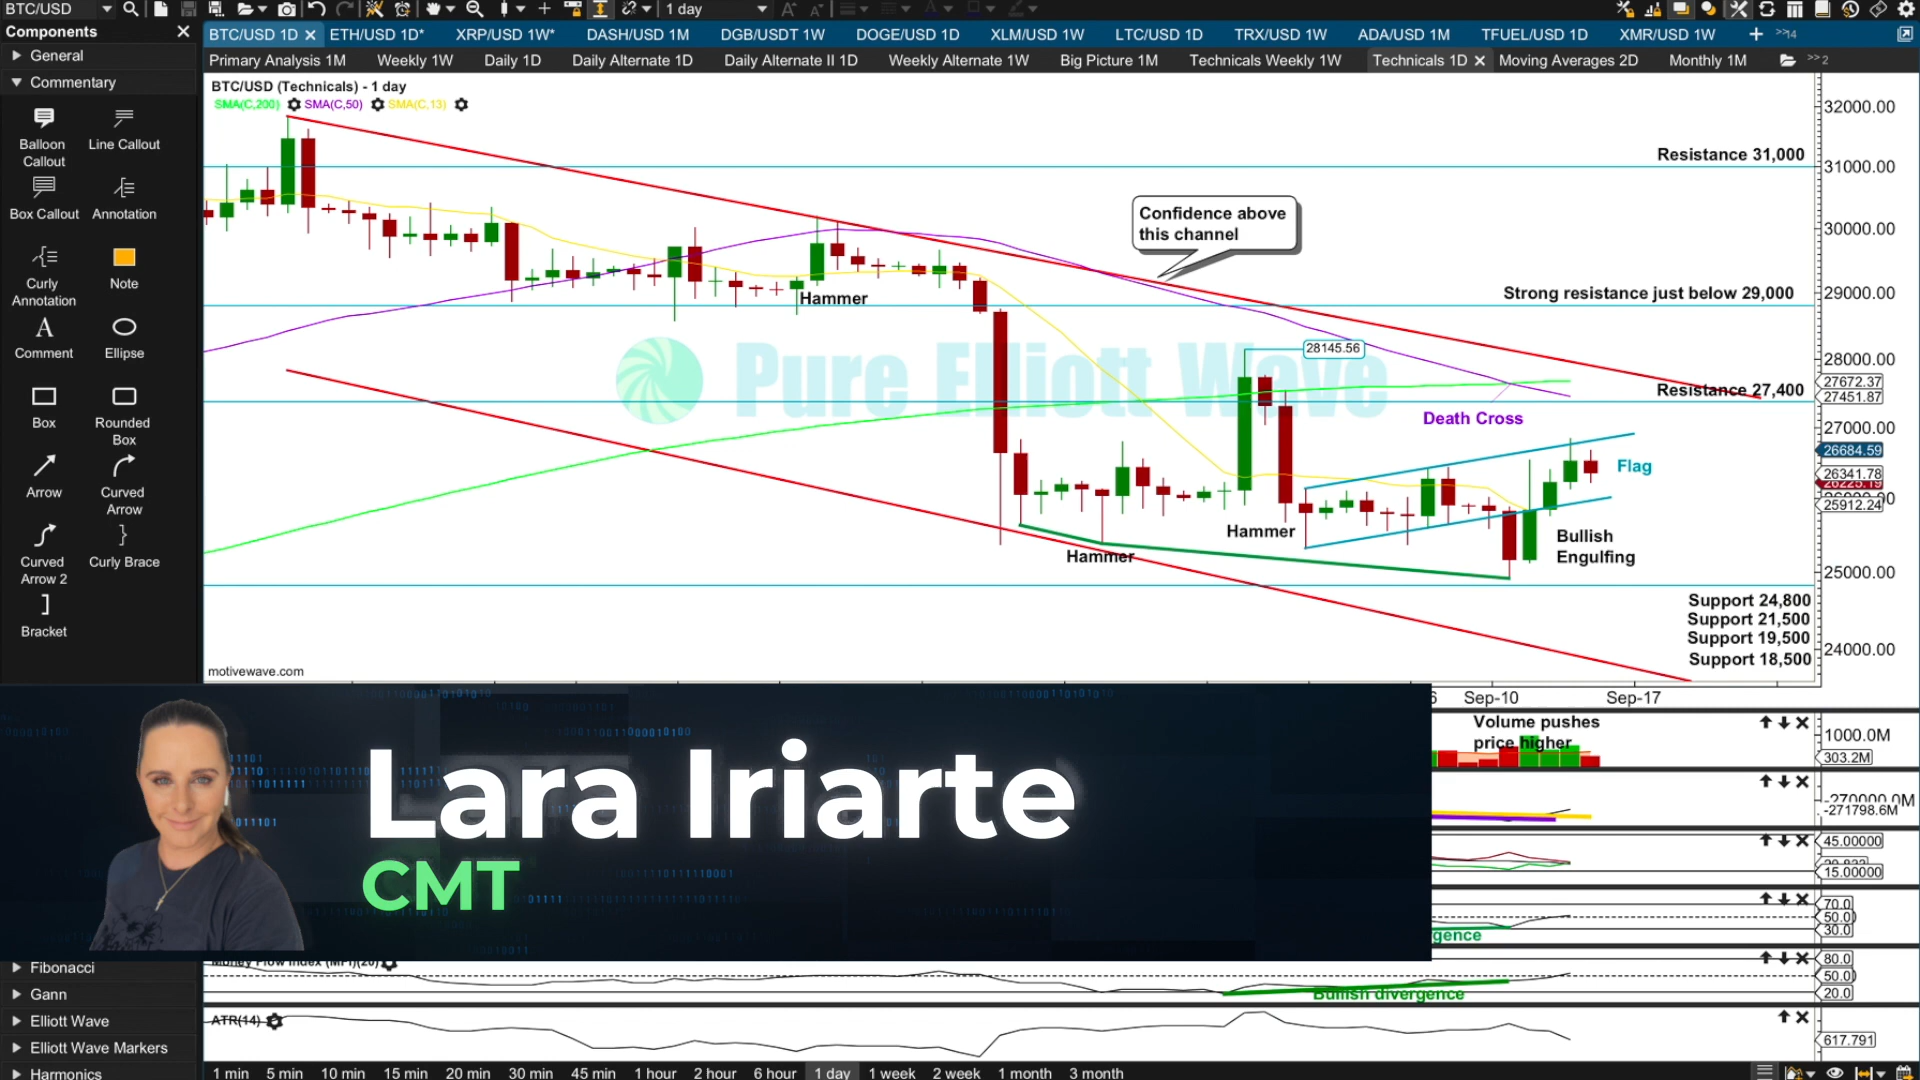 BTC/USD
1 day
Components
BTC/USD 1D
ETH/USD 1D*
XRP/USD 1W*
DASH/USD 1M
DGB/USDT 1W
DOGE/USD 1D
XLM/USD 1W
LTC/USD 1D
TRX/USD 1W
ADA/USD 1M
TFUEL/USD 1D
XMR/USD 1W
>>14
Primary Analysis 1M
Weekly 1W
Daily 1D
Daily Alternate 1D
Daily Alternate II 1D
Weekly Alternate 1W
Big Picture 1M
Technicals Weekly 1W
Technicals 1D
Moving Averages 2D
Monthly 1M
>>2
General
Commentary
Balloon Callout
Line Callout
Box Callout
Annotation
Curly Annotation
Note
Comment
Ellipse
Box
Rounded Box
Arrow
Curved Arrow
Curved Arrow 2
Curly Brace
Bracket
Fibonacci
Gann
Elliott Wave
Elliott Wave Markers
Harmonics
BTC/USD (Technicals) - 1 day
SMA(C,200)
SMA(C,50)
SMA(C,13)
32000.00
Resistance 31,000
31000.00
Confidence above
this channel
30000.00
Hammer
Strong resistance just below 29,000
29000.00
28145.56
28000.00
Pure Elliott Wave
Resistance 27,400
27672.37
27451.87
Death Cross
27000.00
26684.59
Flag
26341.78
25912.24
Hammer
Hammer
Bullish
Engulfing
25000.00
Support 24,800
Support 21,500
Support 19,500
Support 18,500
24000.00
motivewave.com
Sep-10
Sep-17
Lara Iriarte
CMT
Volume pushes
price higher
1000.0M
303.2M
-271798.6M
45.00000
15.00000
70.0
50.0
30.0
gence
Money Flow Index (MFI)(20)
80.0
50.0
20.0
Bullish divergence
ATR(14)
617.791
1 min
5 min
10 min
15 min
20 min
30 min
45 min
1 hour
2 hour
6 hour
1 day
1 week
2 week
1 month
3 month